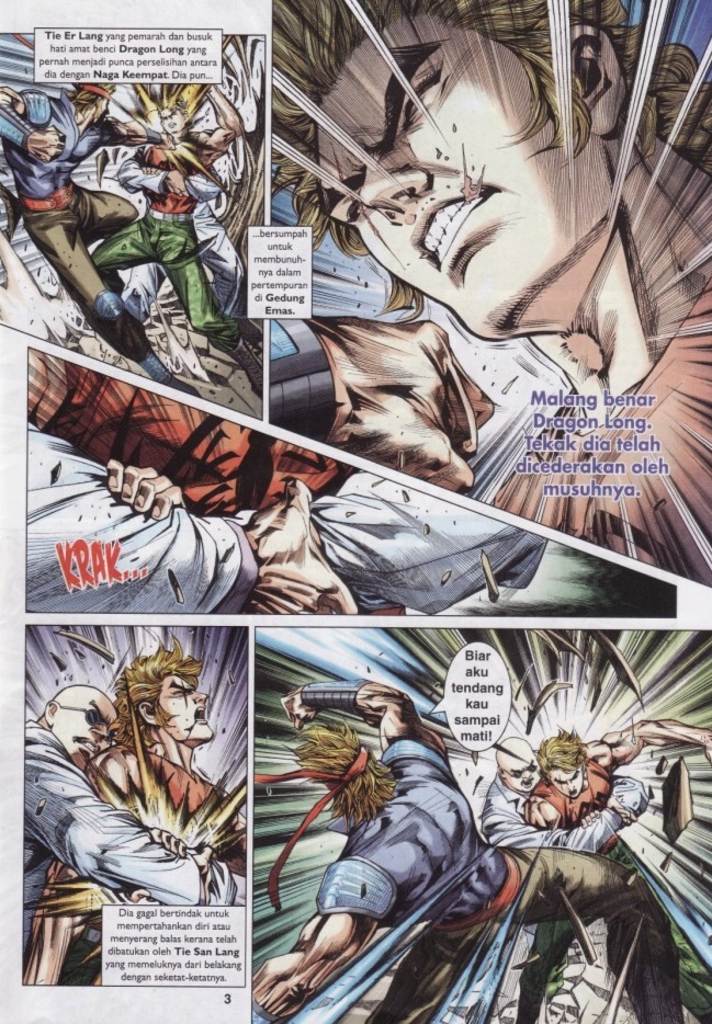 Tie Er Lang yang pemarah dan busuk
hati amat benci Dragon Long yang
pernah menjadi punca perselisihan antara
dia dengan Naga Keempat. Dia pun...
...bersumpah
untuk
membunuh-
nya dalam
pertempuran
di Gedung
Emas.
Malang benar
Dragon Long.
Tekak dia telah
dicederakan oleh
musuhnya.
KRAK...
Dia gagal bertindak untuk
mempertahankan diri atau
menyerang balas kerana telah
dibatukan oleh Tie San Lang
yang memeluknya dari belakang
dengan seketat-ketatnya.
Biar
aku
tendang
kau
sampai
mati!
3